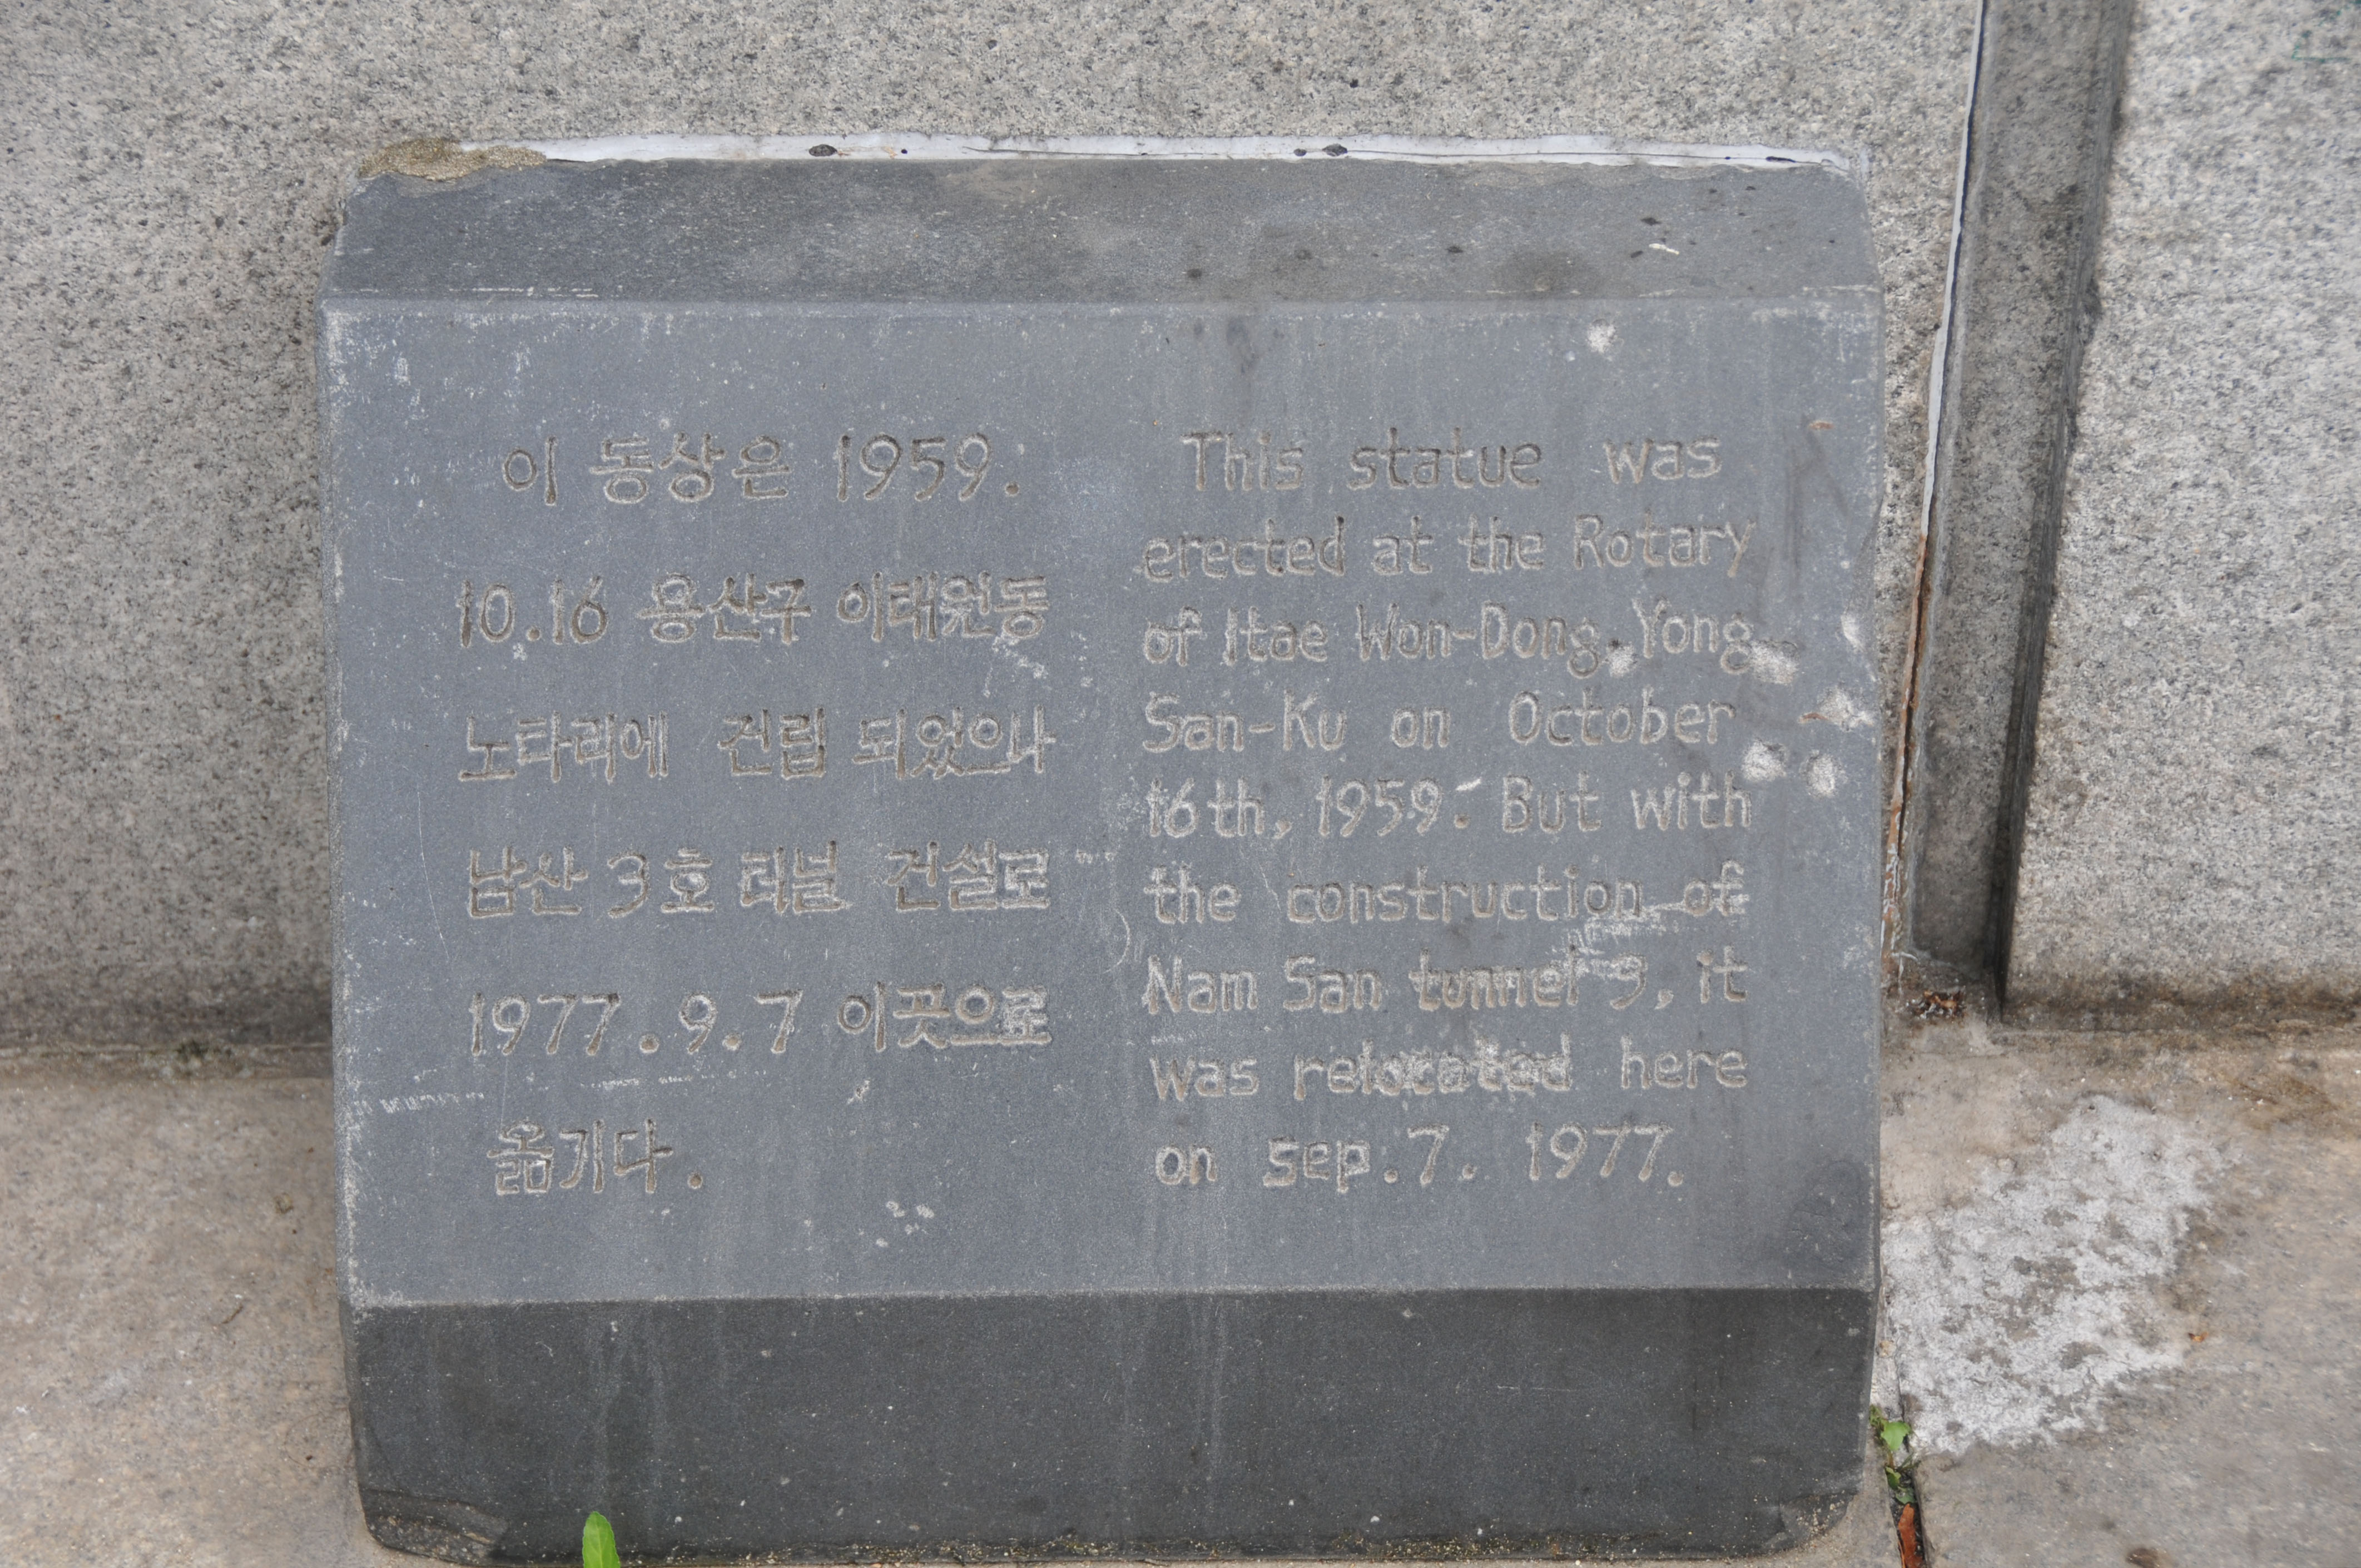 이 동상은 1959.
10.16 용산구 이태원동
노타리에 건립 되었으나
남산 3호 터널 건설로
1977.9.7 이곳으로
옮기다.
This statue was
erected at the Rotary
of Itae Won-Dong, Yong
San-Ku on October
16th, 1959. But with
the construction of
Nam San tunnel 3, it
was relocated here
on sep.7. 1977.